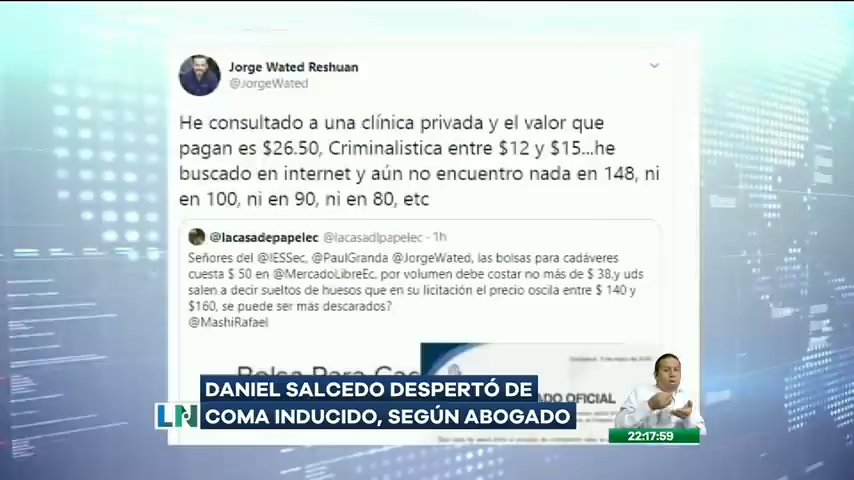 Jorge Wated Reshuan
@JorgeWated
He consultado a una clínica privada y el valor que
pagan es $26.50, Criminalistica entre $12 y $15...he
buscado en internet y aún no encuentro nada en 148, ni
en 100, ni en 90, ni en 80, etc
@lacasadepapelec @lacasadlpapelec · 1h
Señores del @IESSec, @PaulGranda @JorgeWated, las bolsas para cadáveres
cuesta $ 50 en @MercadoLibreEc, por volumen debe costar no más de $ 38,y uds
salen a decir sueltos de huesos que en su licitación el precio oscila entre $ 140 y
$160, se puede ser más descarados?
@MashiRafael
Bolsa Para
OFICIAL
DANIEL SALCEDO DESPERTÓ DE
LN COMA INDUCIDO, SEGÚN ABOGADO
22:17:59